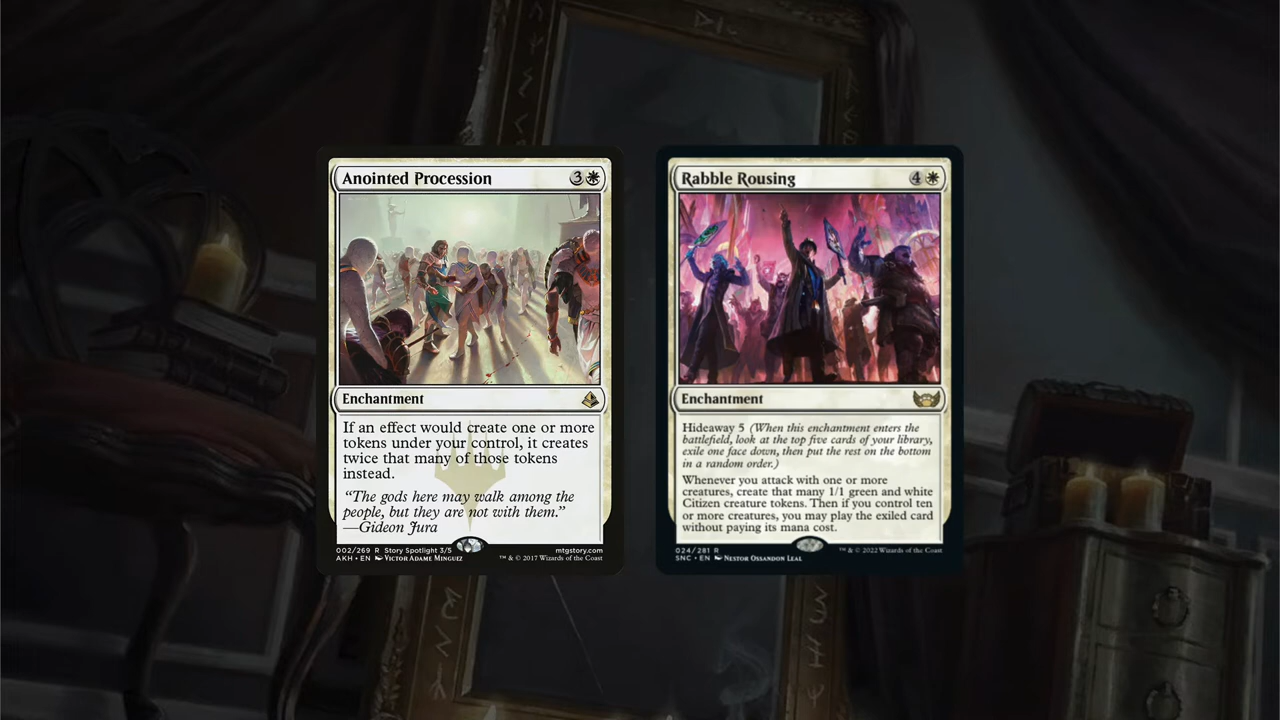 Anointed Procession 3
Enchantment
If an effect would create one or more
tokens under your control, it creates
twice that many of those tokens
instead.
“The gods here may walk among the
people, but they are not with them.”
—Gideon Jura
002/269 R Story Spotlight 3/5 mtgstory.com
AKH • EN Victor Adame Minguez ™ & © 2017 Wizards of the Coast
Rabble Rousing 4
Enchantment
Hideaway 5 (When this enchantment enters the
battlefield, look at the top five cards of your library,
exile one face down, then put the rest on the bottom
in a random order.)
Whenever you attack with one or more
creatures, create that many 1/1 green and white
Citizen creature tokens. Then if you control ten
or more creatures, you may play the exiled card
without paying its mana cost.
024/281 R ™ & © 2022 Wizards of the Coast
SNC • EN Nestor Ossandon Leal